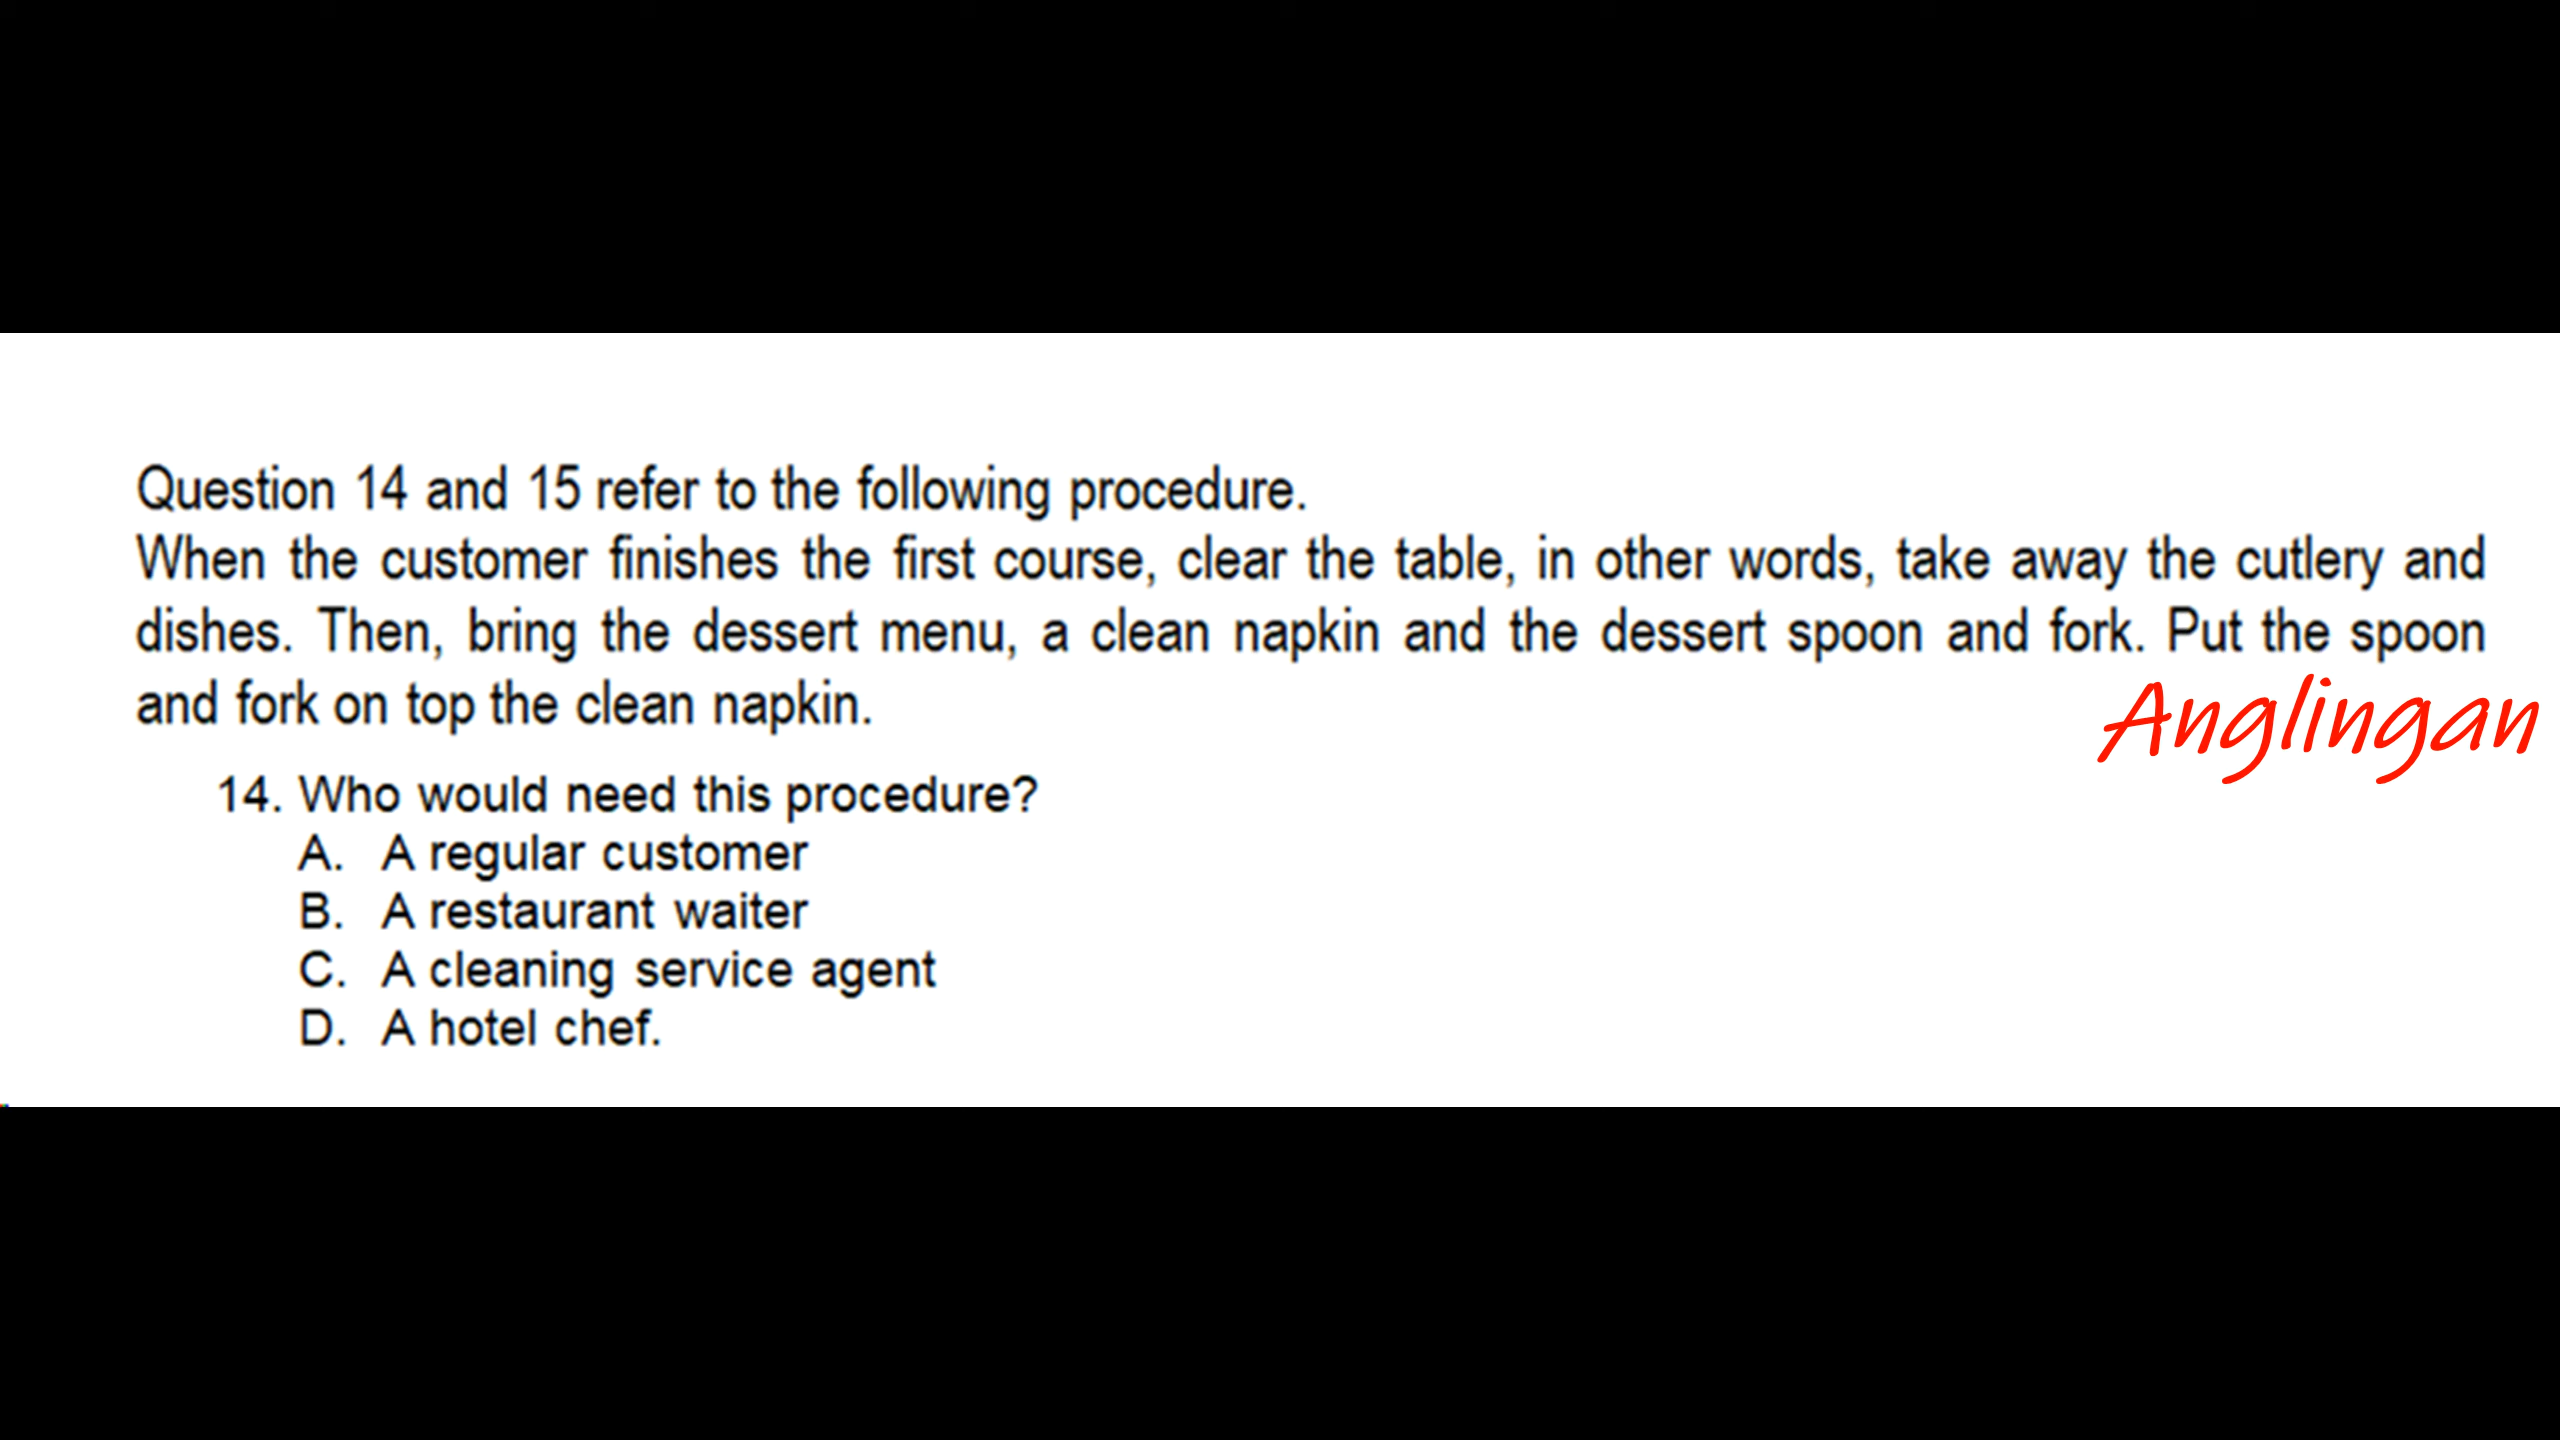 Question 14 and 15 refer to the following procedure.
When the customer finishes the first course, clear the table, in other words, take away the cutlery and
dishes. Then, bring the dessert menu, a clean napkin and the dessert spoon and fork. Put the spoon
and fork on top the clean napkin.
Anglingan
14. Who would need this procedure?
A. A regular customer
B. A restaurant waiter
C. A cleaning service agent
D. A hotel chef.